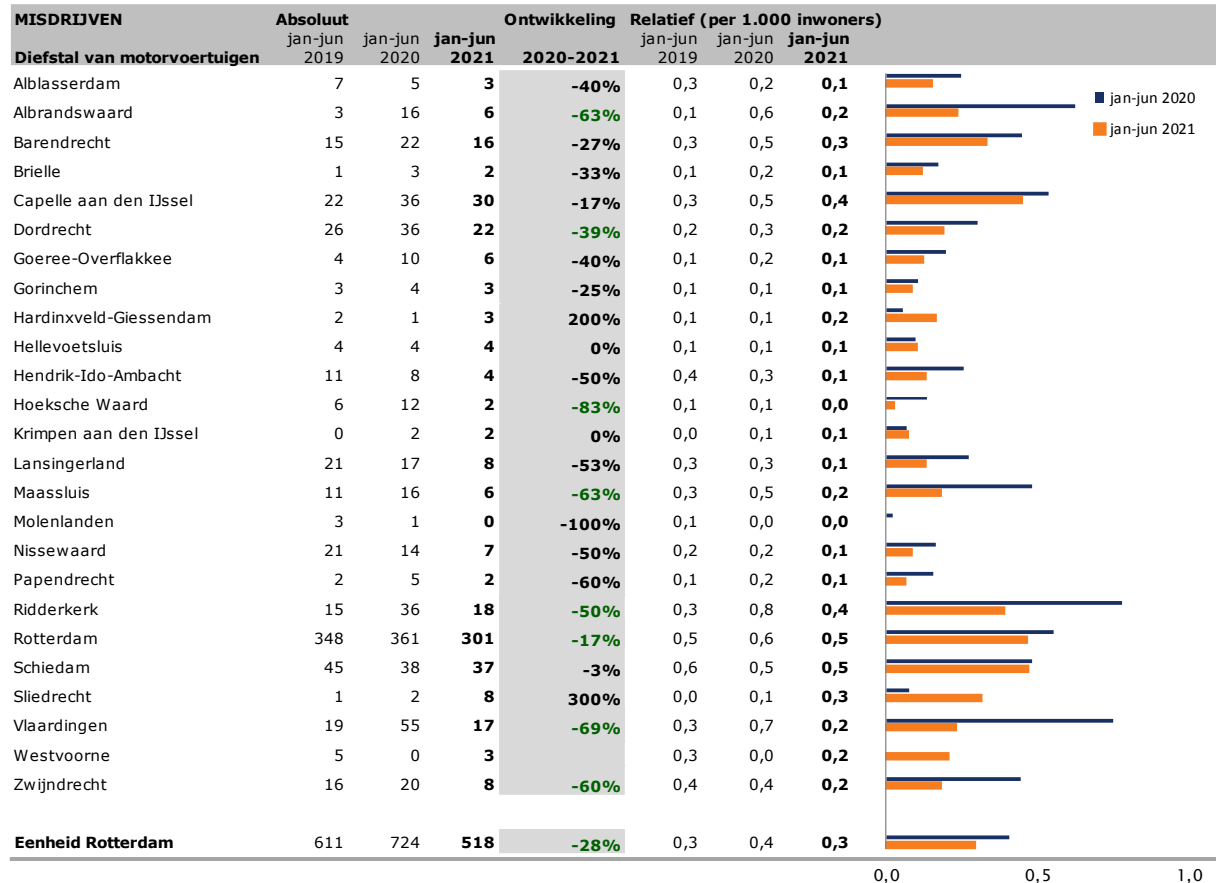 MISDRIJVEN Absoluut Ontwikkeling Relatief (per 1.000 inwoners)
jan-jun jan-jun jan-jun jan-jun jan-jun jan-jun
Diefstal van motorvoertuigen 2019 2020 2021 2020-2021 2019 2020 2021
Alblasserdam 7 5 3 -40% 0,3 0,2 0,1
jan-jun 2020
Albrandswaard 3 16 6 -63% 0,1 0,6 0,2
jan-jun 2021
Barendrecht 15 22 16 -27% 0,3 0,5 0,3
Brielle 1 3 2 -33% 0,1 0,2 0,1
Capelle aan den IJssel 22 36 30 -17% 0,3 0,5 0,4
Dordrecht 26 36 22 -39% 0,2 0,3 0,2
Goeree-Overflakkee 4 10 6 -40% 0,1 0,2 0,1
Gorinchem 3 4 3 -25% 0,1 0,1 0,1
Hardinxveld-Giessendam 2 1 3 200% 0,1 0,1 0,2
Hellevoetsluis 4 4 4 0% 0,1 0,1 0,1
Hendrik-Ido-Ambacht 11 8 4 -50% 0,4 0,3 0,1
Hoeksche Waard 6 12 2 -83% 0,1 0,1 0,0
Krimpen aan den IJssel 0 2 2 0% 0,0 0,1 0,1
Lansingerland 21 17 8 -53% 0,3 0,3 0,1
Maassluis 11 16 6 -63% 0,3 0,5 0,2
Molenlanden 3 1 0 -100% 0,1 0,0 0,0
Nissewaard 21 14 7 -50% 0,2 0,2 0,1
Papendrecht 2 5 2 -60% 0,1 0,2 0,1
Ridderkerk 15 36 18 -50% 0,3 0,8 0,4
Rotterdam 348 361 301 -17% 0,5 0,6 0,5
Schiedam 45 38 37 -3% 0,6 0,5 0,5
Sliedrecht 1 2 8 300% 0,0 0,1 0,3
Vlaardingen 19 55 17 -69% 0,3 0,7 0,2
Westvoorne 5 0 3 0,3 0,0 0,2
Zwijndrecht 16 20 8 -60% 0,4 0,4 0,2
Eenheid Rotterdam 611 724 518 -28% 0,3 0,4 0,3
0,0 0,5 1,0